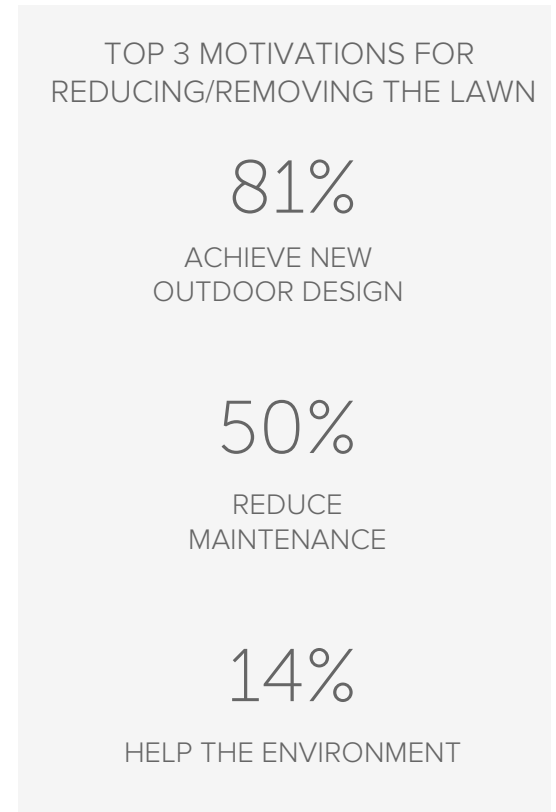 TOP 3 MOTIVATIONS FOR
REDUCING/REMOVING THE LAWN
81%
ACHIEVE NEW
OUTDOOR DESIGN
50%
REDUCE
MAINTENANCE
14%
HELP THE ENVIRONMENT